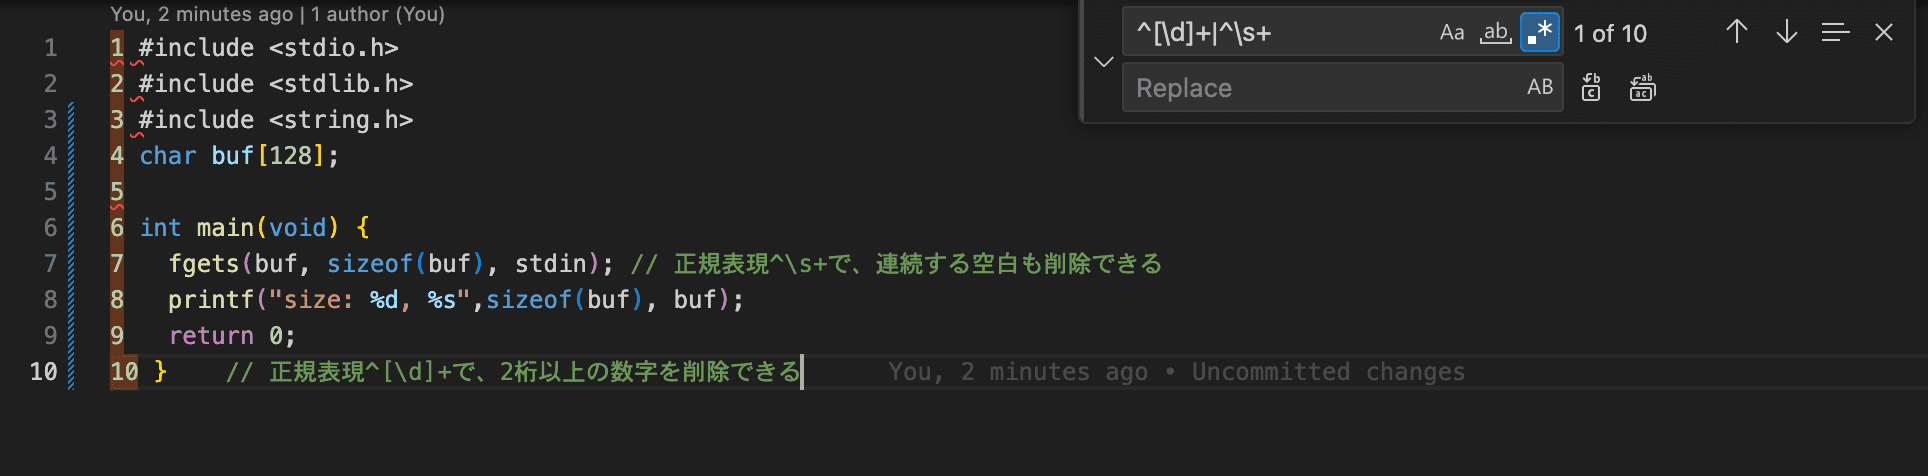 You, 2 minutes ago | 1 author (You)
^[\d]+|^\s+ Aa ab .* 1 of 10
Replace AB
1 1 #include <stdio.h>
2 2 #include <stdlib.h>
3 3 #include <string.h>
4 4 char buf[128];
5 5
6 6 int main(void) {
7 7   fgets(buf, sizeof(buf), stdin); // 正規表現^\s+で、連続する空白も削除できる
8 8   printf("size: %d, %s",sizeof(buf), buf);
9 9   return 0;
10 10 }    // 正規表現^[\d]+で、2桁以上の数字を削除できる You, 2 minutes ago • Uncommitted changes